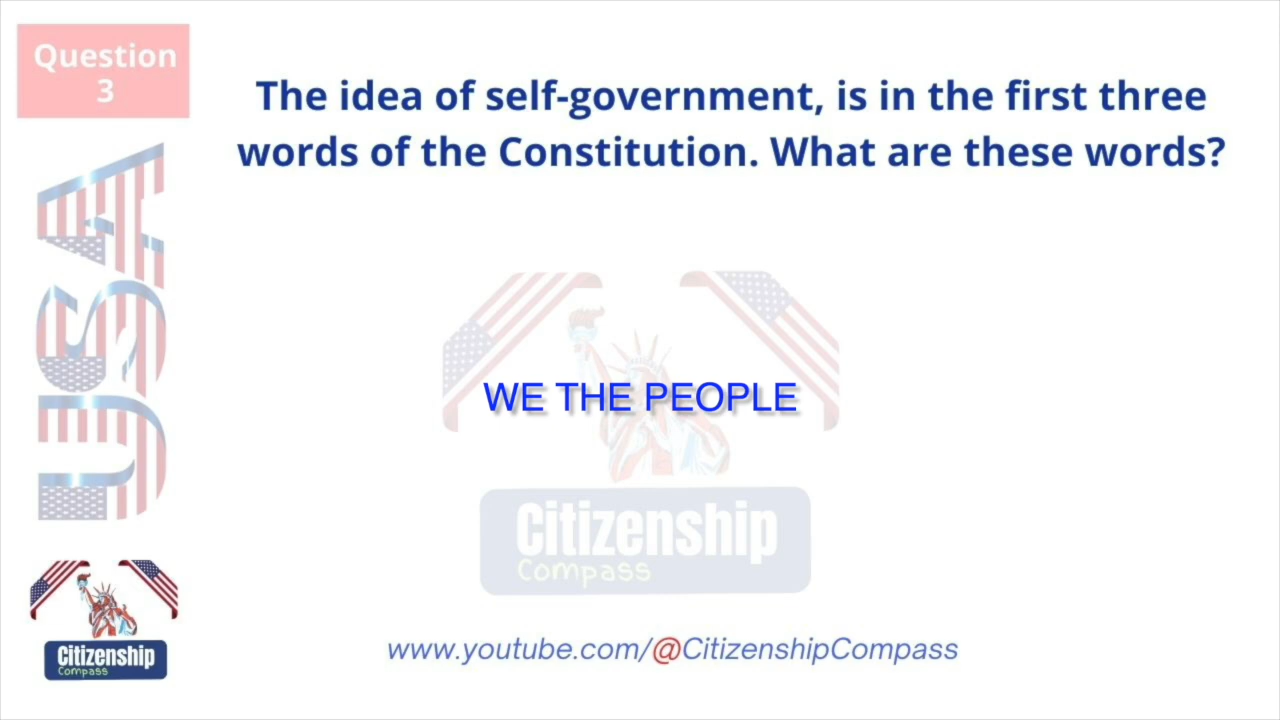 Question
3
The idea of self-government, is in the first three
words of the Constitution. What are these words?
USA
WE THE PEOPLE
Citizenship
Compass
Citizenship
Compass
www.youtube.com/@CitizenshipCompass